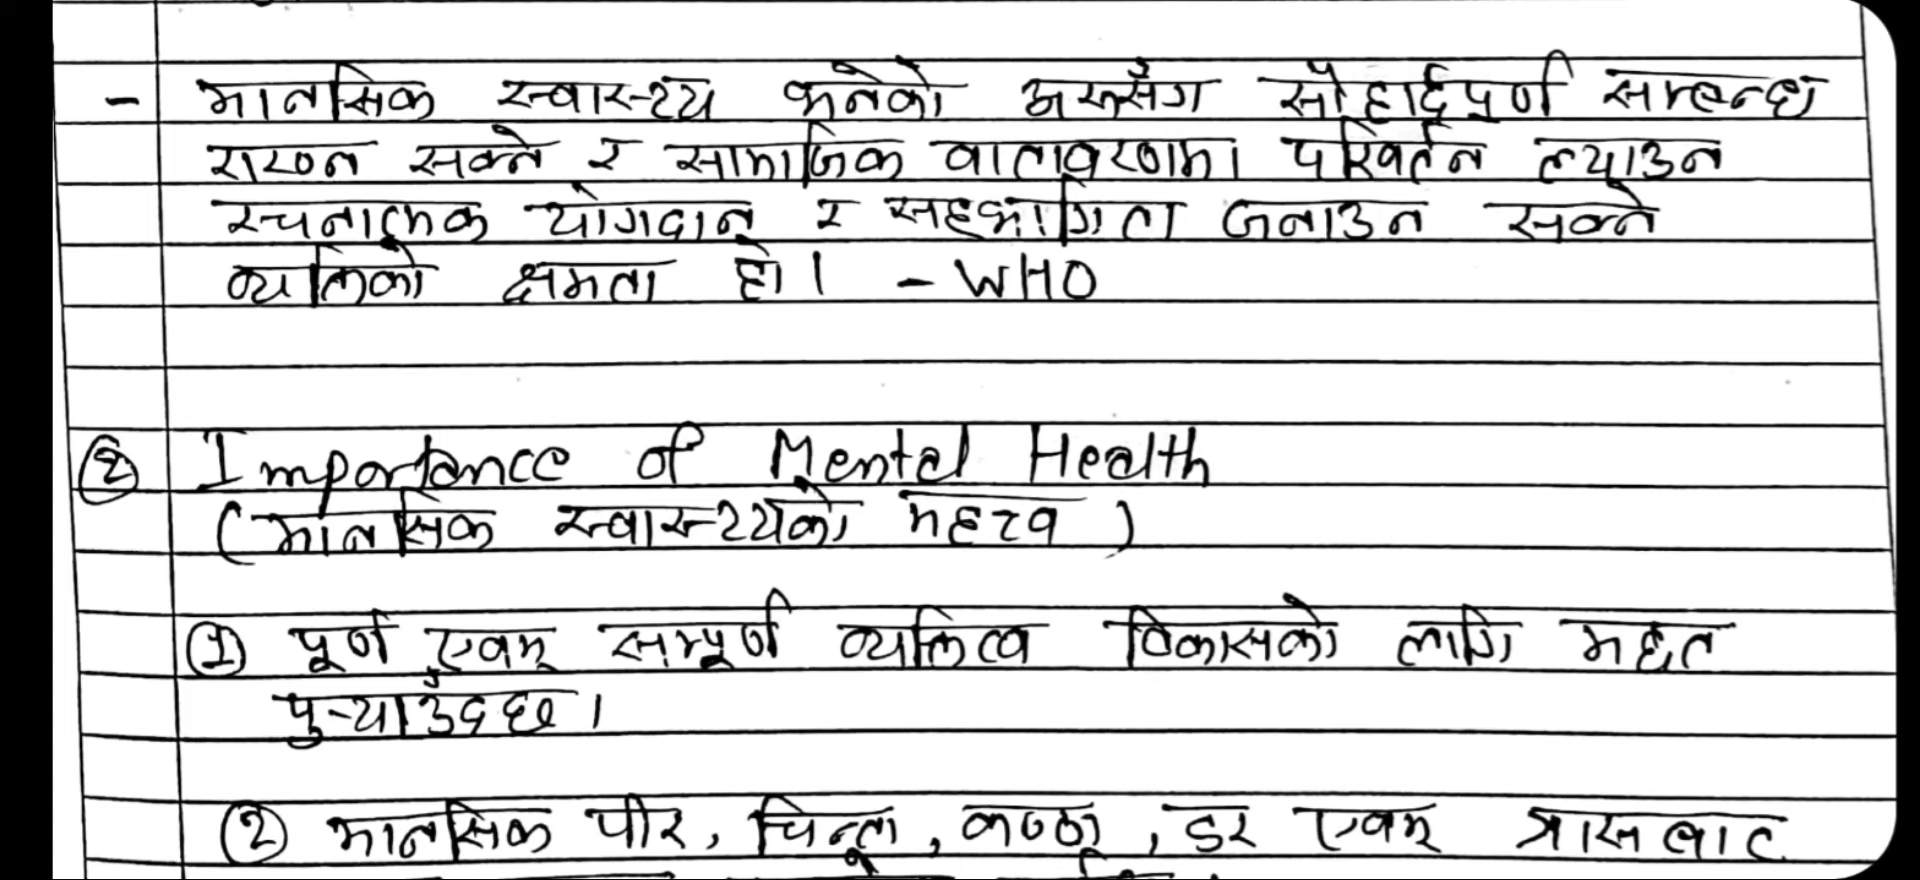 - मानसिक स्वास्थ्य भनेको अरूसँग सौहार्दपूर्ण सम्बन्ध
राख्न सक्ने र सामाजिक वातावरणमा परिवर्तन ल्याउन
रचनात्मक योगदान र सहभागिता जनाउन सक्ने
व्यक्तिको क्षमता हो। - WHO
② Importance of Mental Health
(मानसिक स्वास्थ्यको महत्व)
① पूर्ण एवम् सम्पूर्ण व्यक्तित्व विकासको लागि मद्दत
पुर्‍याउँदछ।
② मानसिक पीर, चिन्ता, डर एवम् त्रासबाट